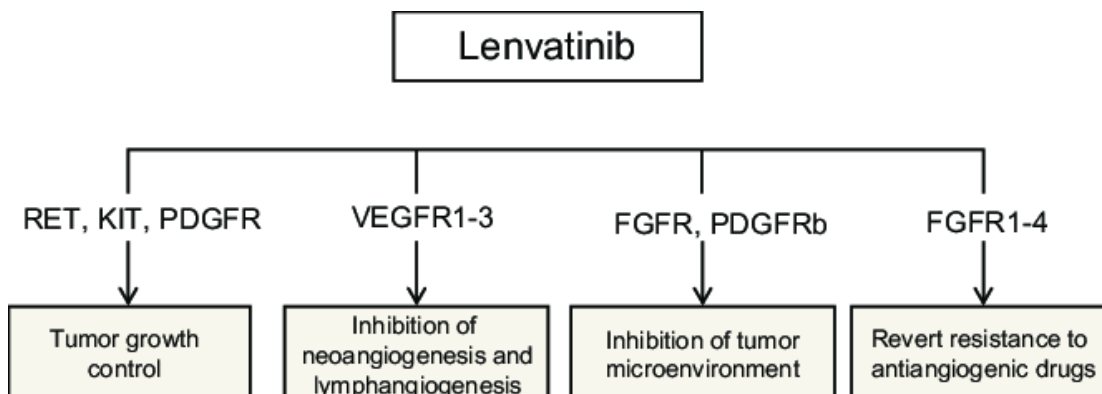 Lenvatinib
RET, KIT, PDGFR
VEGFR1-3
FGFR, PDGFRb
FGFR1-4
Tumor growth
control
Inhibition of
neoangiogenesis and
lymphangiogenesis
Inhibition of tumor
microenvironment
Revert resistance to
antiangiogenic drugs